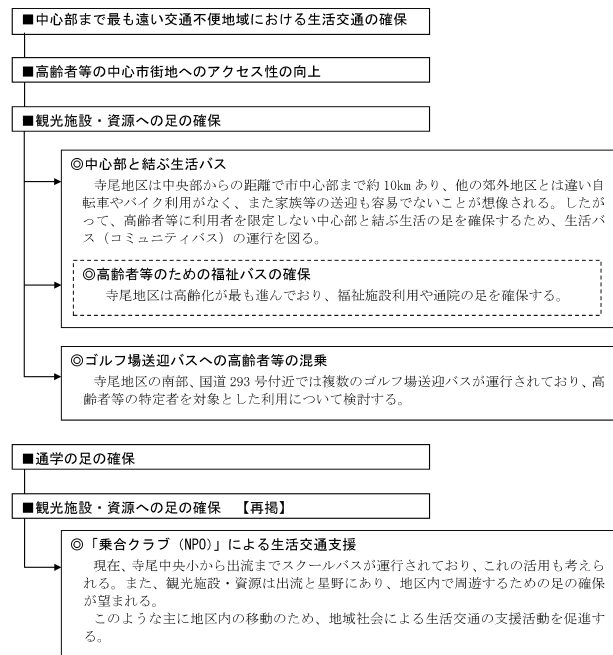 ■中心部まで最も遠い交通不便地域における生活交通の確保
■高齢者等の中心市街地へのアクセス性の向上
■観光施設・資源への足の確保
◎中心部と結ぶ生活バス
寺尾地区は中央部からの距離で市中心部まで約10kmあり、他の郊外地区とは違い自
転車やバイク利用がなく、また家族等の送迎も容易でないことが想像される。したが
って、高齢者等に利用者を限定しない中心部と結ぶ生活の足を確保するため、生活バ
ス（コミュニティバス）の運行を図る。
◎高齢者等のための福祉バスの確保
寺尾地区は高齢化が最も進んでおり、福祉施設利用や通院の足を確保する。
◎ゴルフ場送迎バスへの高齢者等の混乗
寺尾地区の南部、国道293号付近では複数のゴルフ場送迎バスが運行されており、高
齢者等の特定者を対象とした利用について検討する。
■通学の足の確保
■観光施設・資源への足の確保　【再掲】
◎「乗合クラブ（NPO）」による生活交通支援
現在、寺尾中央小から出流までスクールバスが運行されており、これの活用も考えら
れる。また、観光施設・資源は出流と星野にあり、地区内で周遊するための足の確保
が望まれる。
このような主に地区内の移動のため、地域社会による生活交通の支援活動を促進す
る。